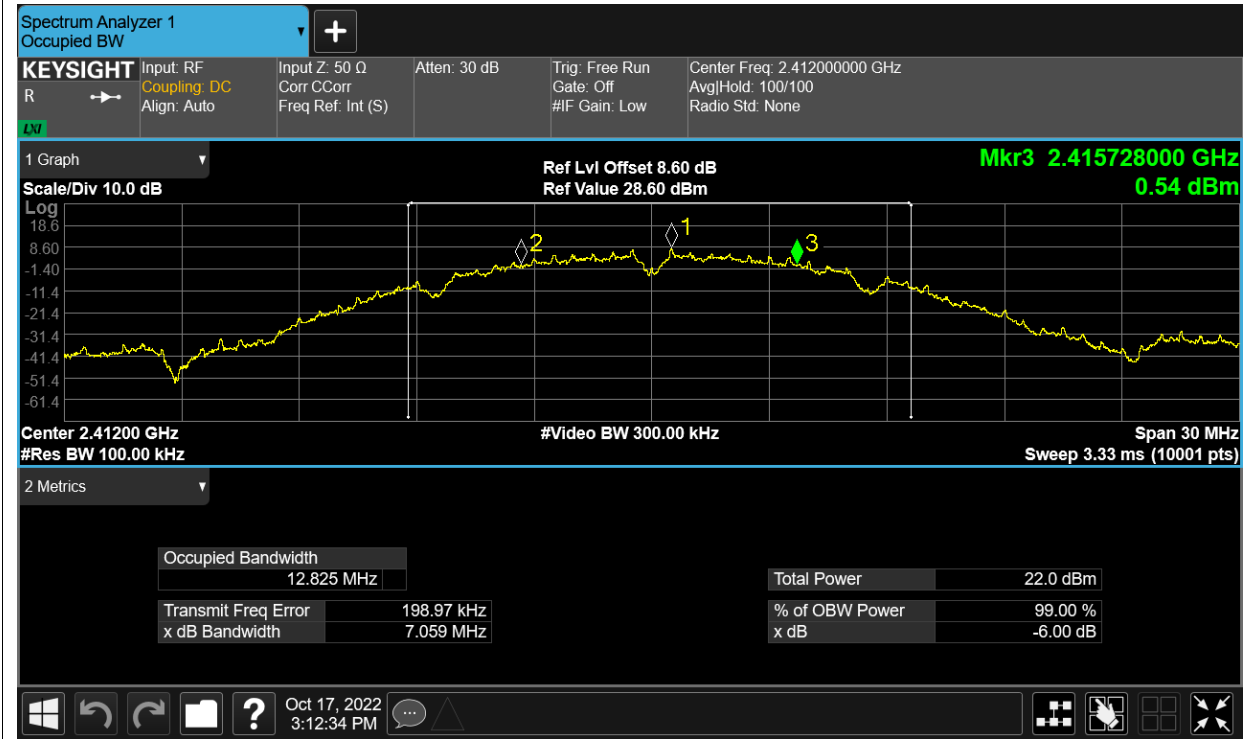 Spectrum Analyzer 1
Occupied BW
KEYSIGHT
R
LXI
Input: RF
Coupling: DC
Align: Auto
Input Z: 50 Ω
Corr CCorr
Freq Ref: Int (S)
Atten: 30 dB
Trig: Free Run
Gate: Off
#IF Gain: Low
Center Freq: 2.412000000 GHz
Avg|Hold: 100/100
Radio Std: None
1 Graph
Ref Lvl Offset 8.60 dB
Mkr3 2.415728000 GHz
Scale/Div 10.0 dB
Ref Value 28.60 dBm
0.54 dBm
Log
18.6
8.60
-1.40
-11.4
-21.4
-31.4
-41.4
-51.4
-61.4
2
1
3
Center 2.41200 GHz
#Video BW 300.00 kHz
Span 30 MHz
#Res BW 100.00 kHz
Sweep 3.33 ms (10001 pts)
2 Metrics
Occupied Bandwidth
12.825 MHz
Total Power 22.0 dBm
Transmit Freq Error 198.97 kHz
% of OBW Power 99.00 %
x dB Bandwidth 7.059 MHz
x dB -6.00 dB
?
Oct 17, 2022
3:12:34 PM